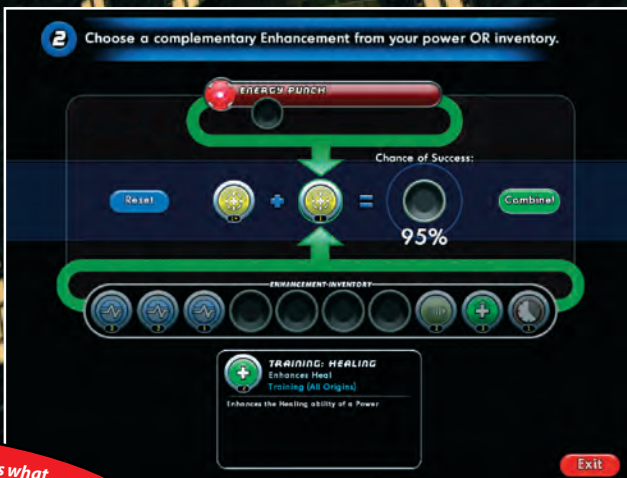 2 Choose a complementary Enhancement from your power OR inventory.
ENERGY PUNCH
Chance of Success:
Reset
+
=
Combine!
95%
ENHANCEMENT INVENTORY
TRAINING: HEALING
Enhances Heal
Training (All Origins)
Enhances the Healing ability of a Power
Exit
s what